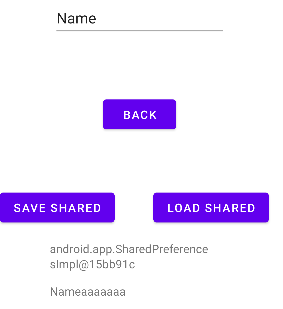 Name
BACK
SAVE SHARED
LOAD SHARED
android.app.SharedPreference
sImpl@15bb91c
Nameaaaaaaa